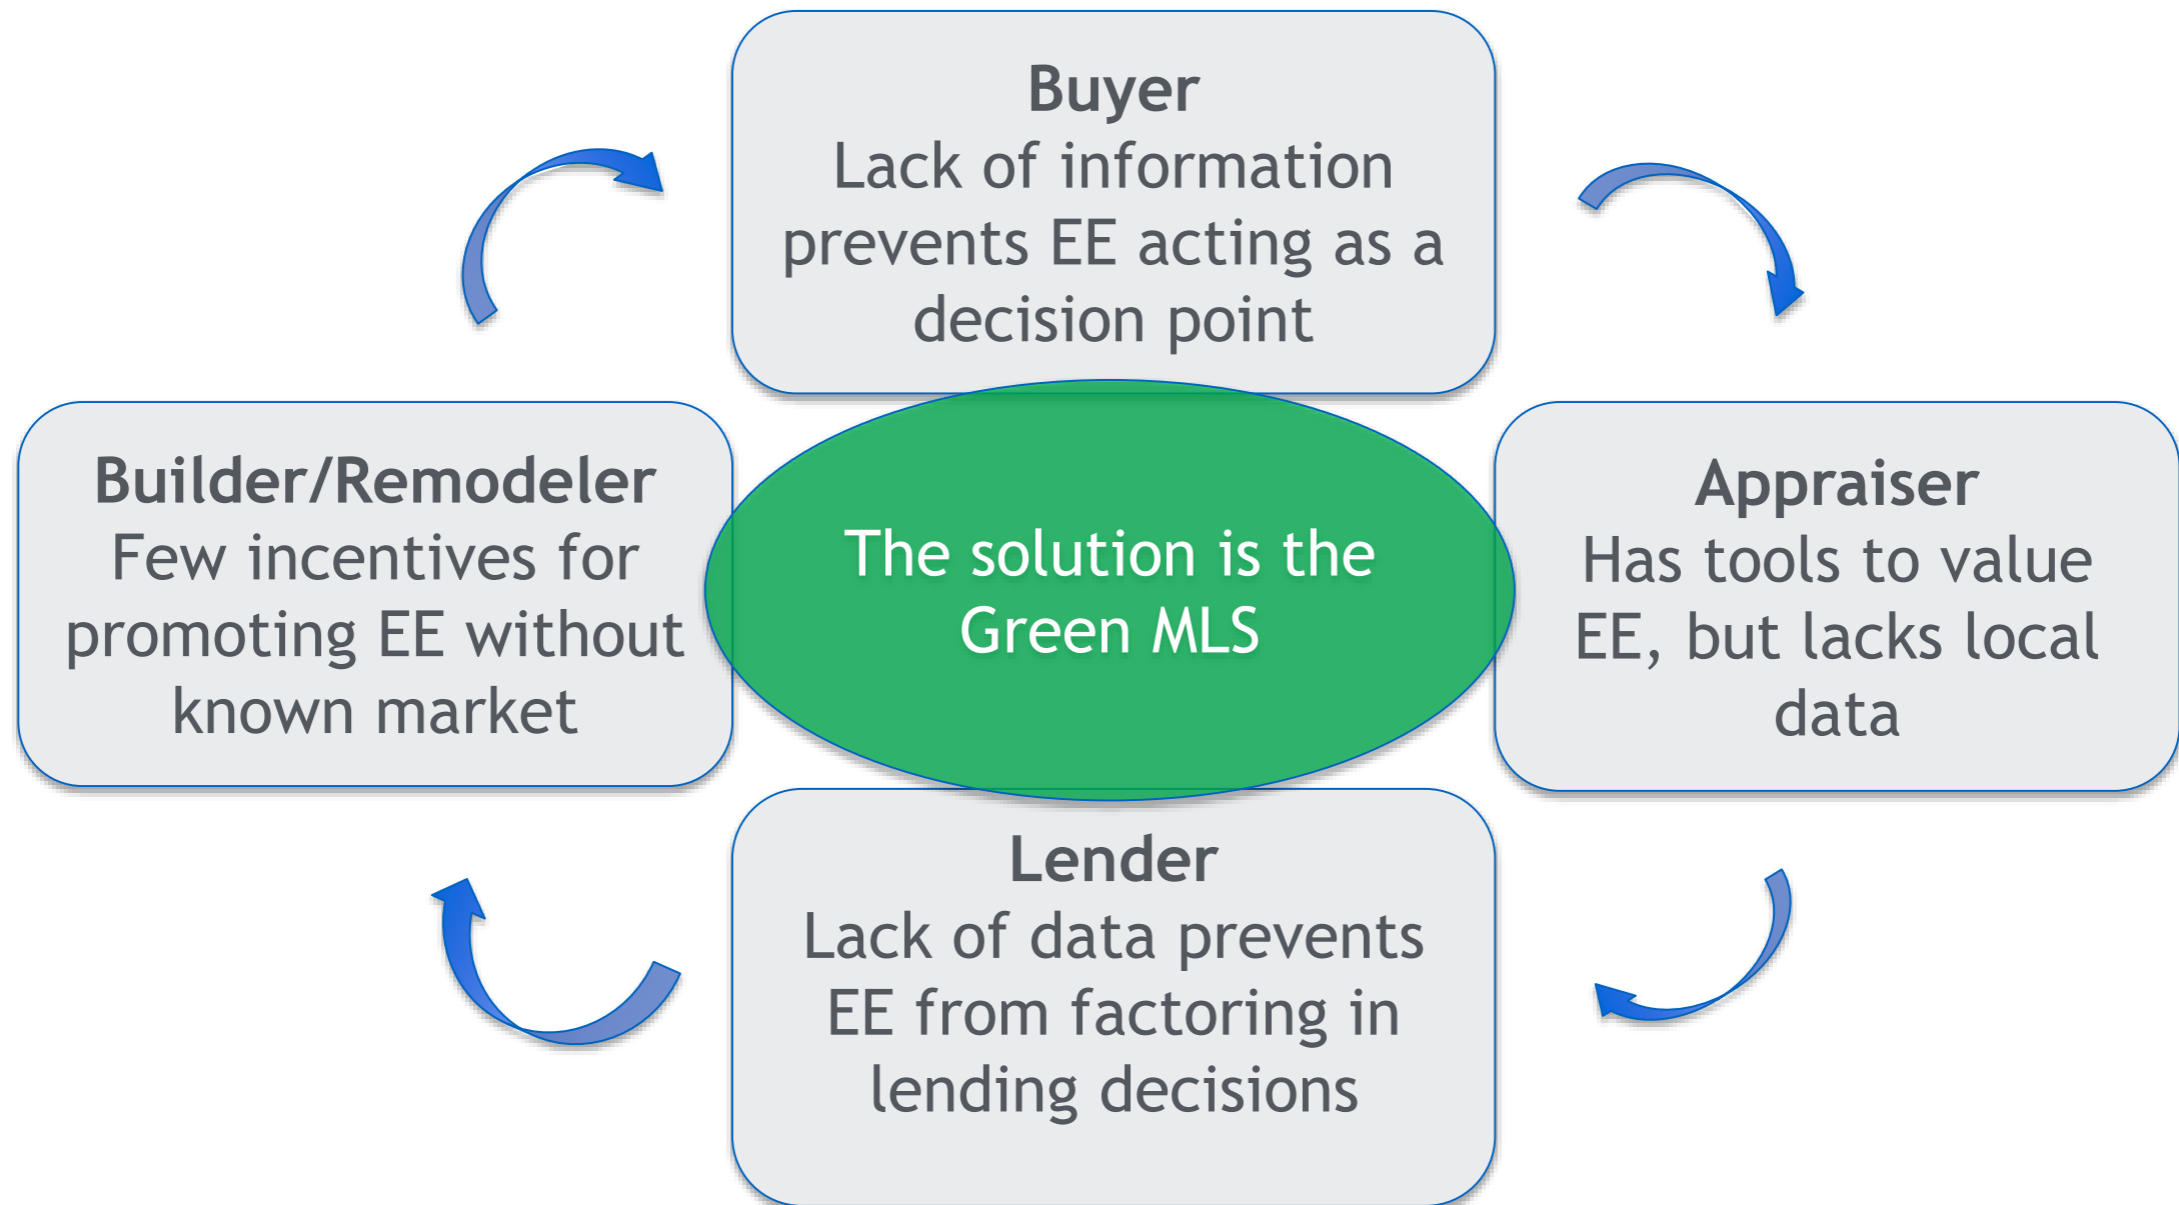 Buyer
Lack of information
prevents EE acting as a
decision point
Builder/Remodeler
Few incentives for
promoting EE without
known market
The solution is the
Green MLS
Appraiser
Has tools to value
EE, but lacks local
data
Lender
Lack of data prevents
EE from factoring in
lending decisions